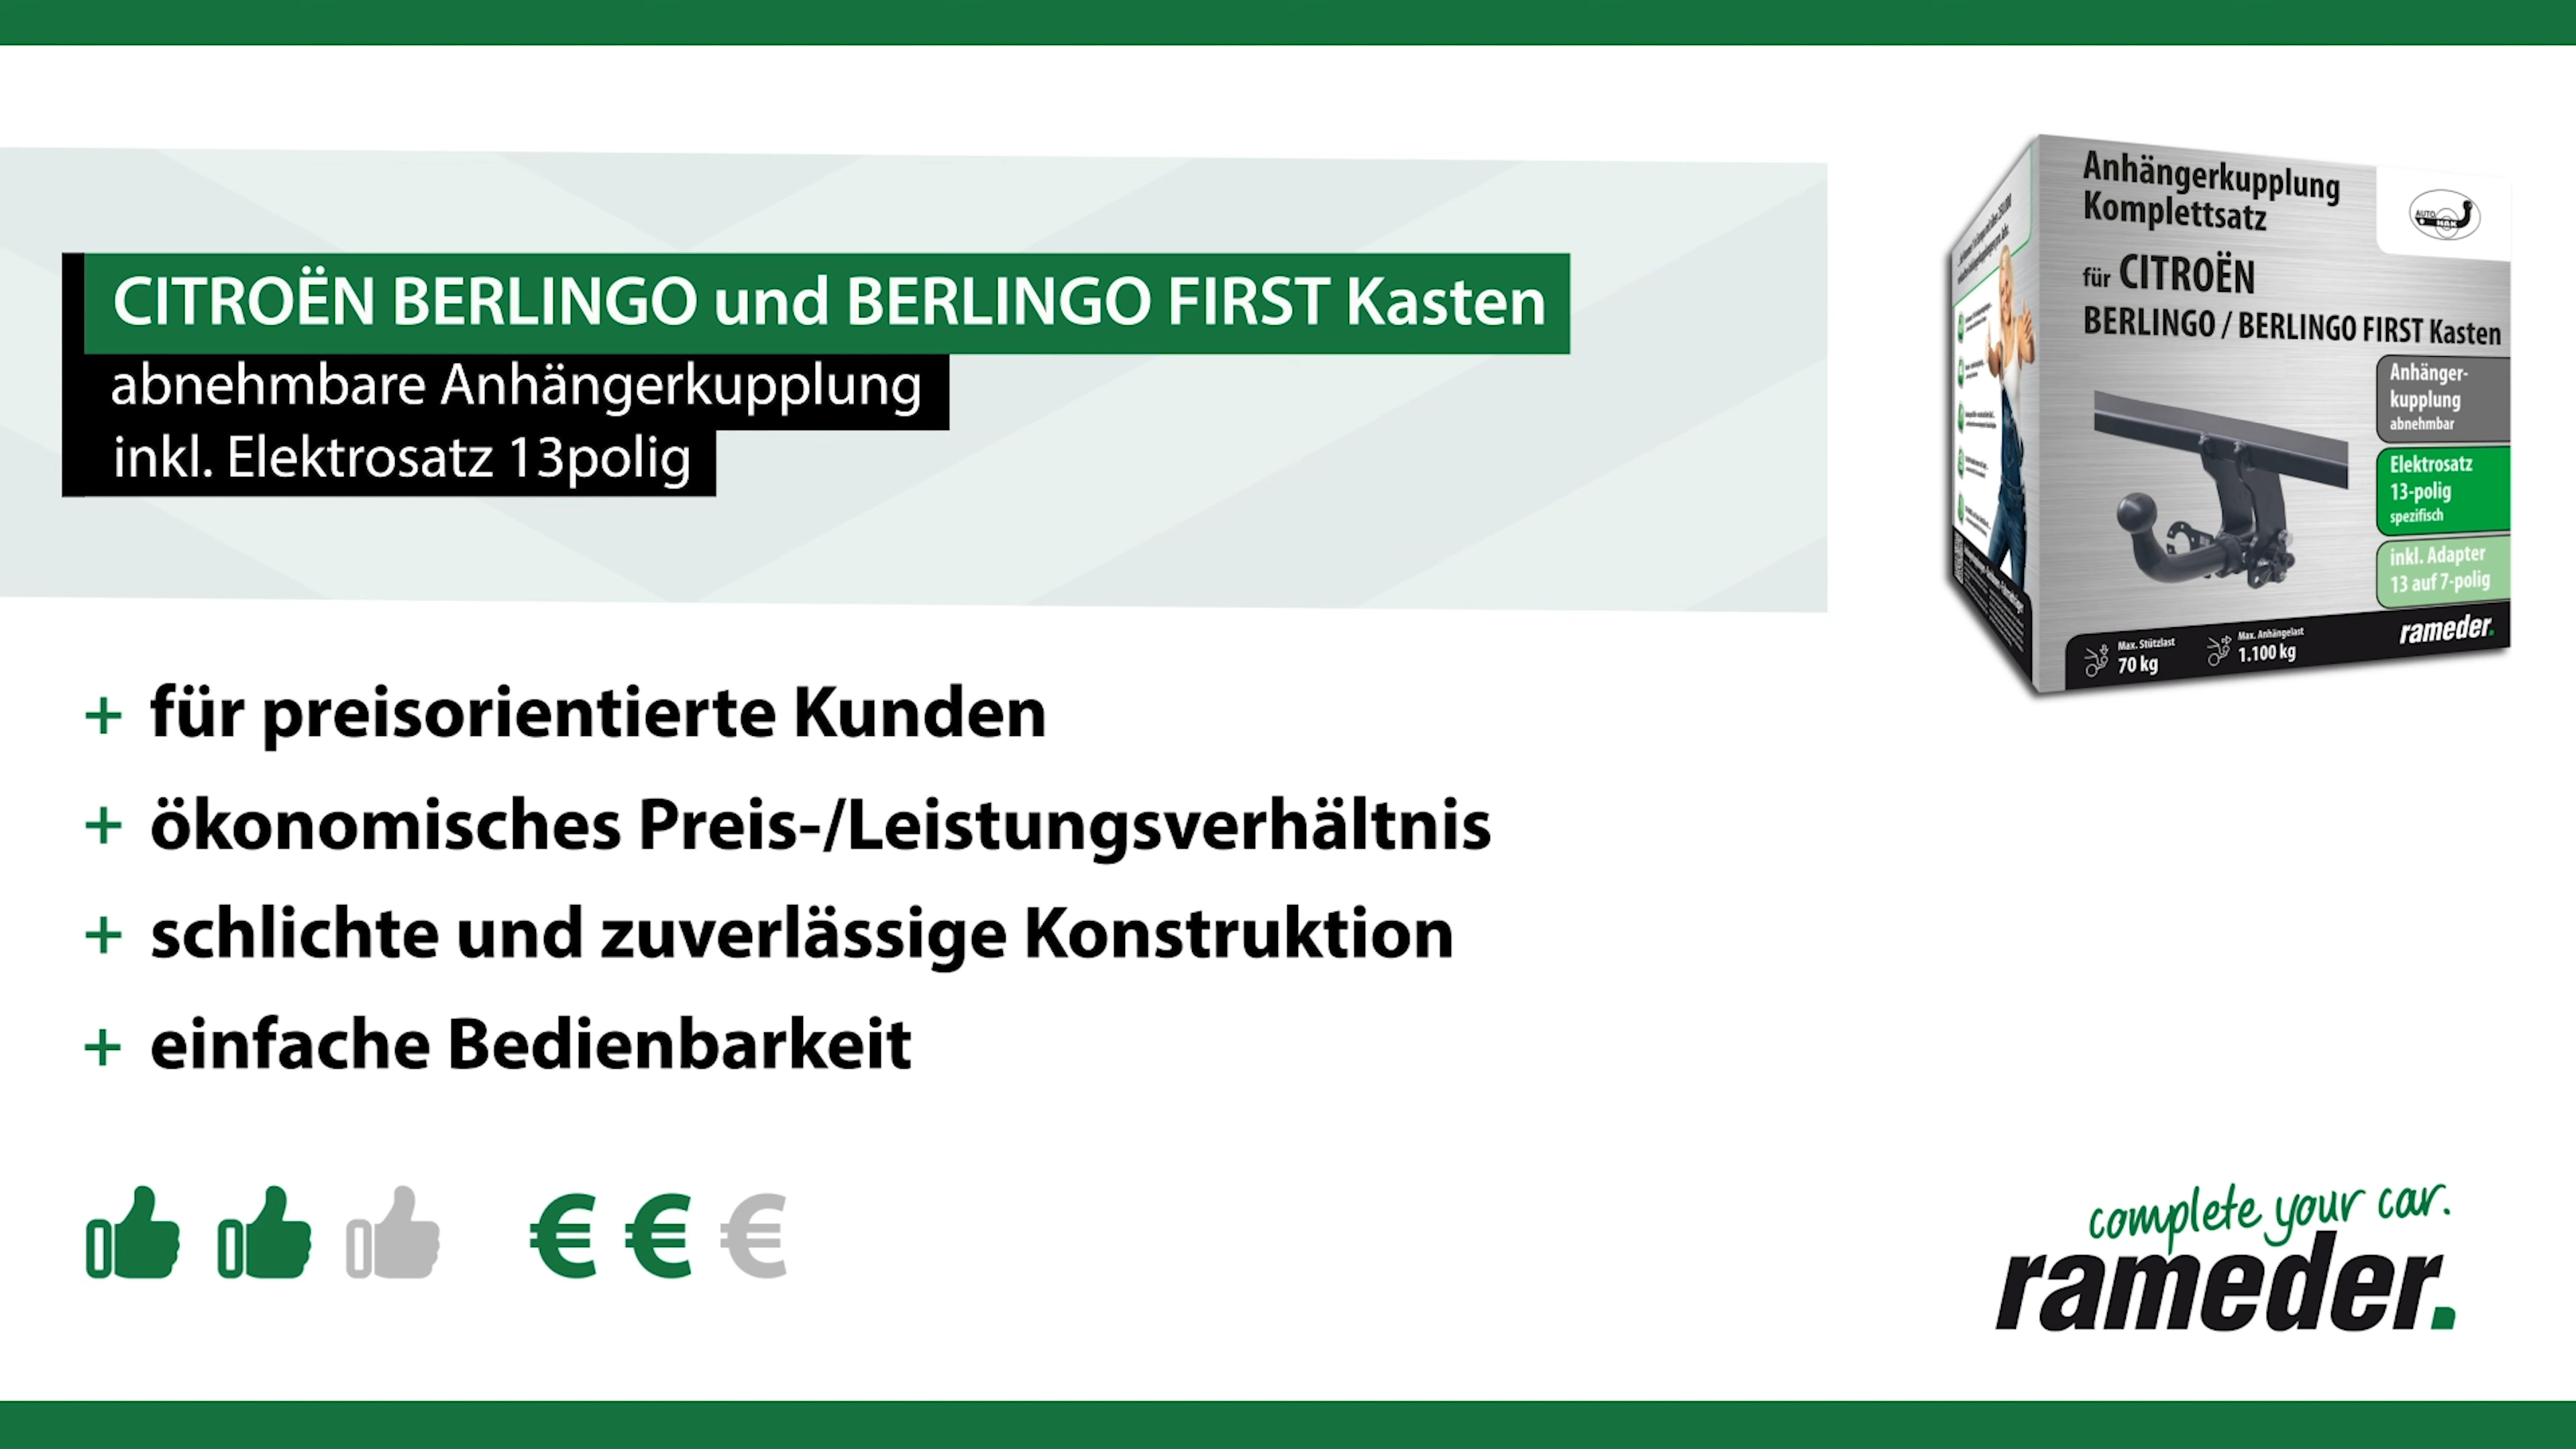 CITROËN BERLINGO und BERLINGO FIRST Kasten
abnehmbare Anhängerkupplung
inkl. Elektrosatz 13polig
+ für preisorientierte Kunden
+ ökonomisches Preis-/Leistungsverhältnis
+ schlichte und zuverlässige Konstruktion
+ einfache Bedienbarkeit
€ € €
Anhängerkupplung
Komplettsatz
für CITROËN
BERLINGO / BERLINGO FIRST Kasten
AUTO
HAK
Anhänger-
kupplung
abnehmbar
Elektrosatz
13-polig
spezifisch
inkl. Adapter
13 auf 7-polig
Max. Stützlast
70 kg
Max. Anhängelast
1.100 kg
rameder.
complete your car.
rameder.